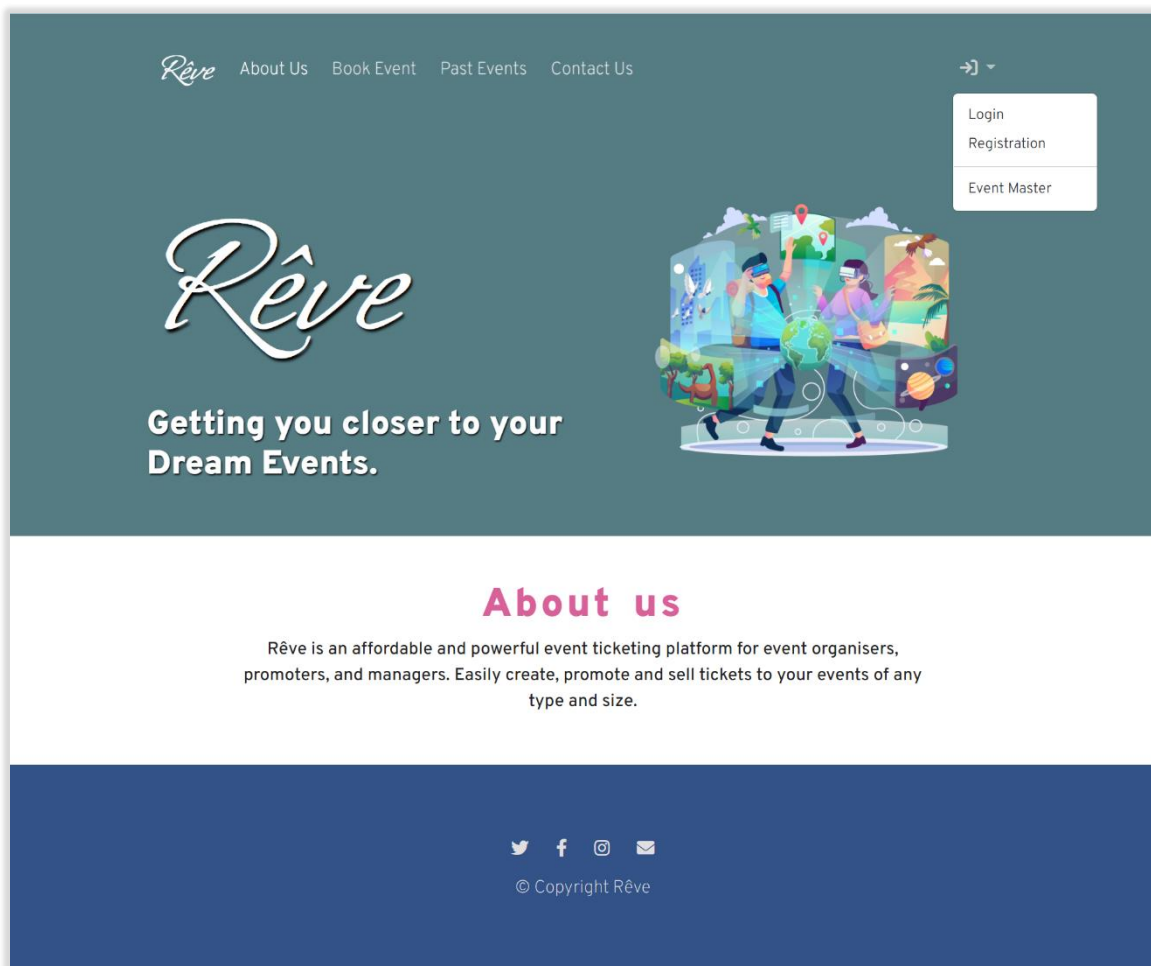 Rêve About Us Book Event Past Events Contact Us
Login
Registration
Event Master
Rêve
Getting you closer to your
Dream Events.
About us
Rêve is an affordable and powerful event ticketing platform for event organisers,
promoters, and managers. Easily create, promote and sell tickets to your events of any
type and size.
© Copyright Rêve